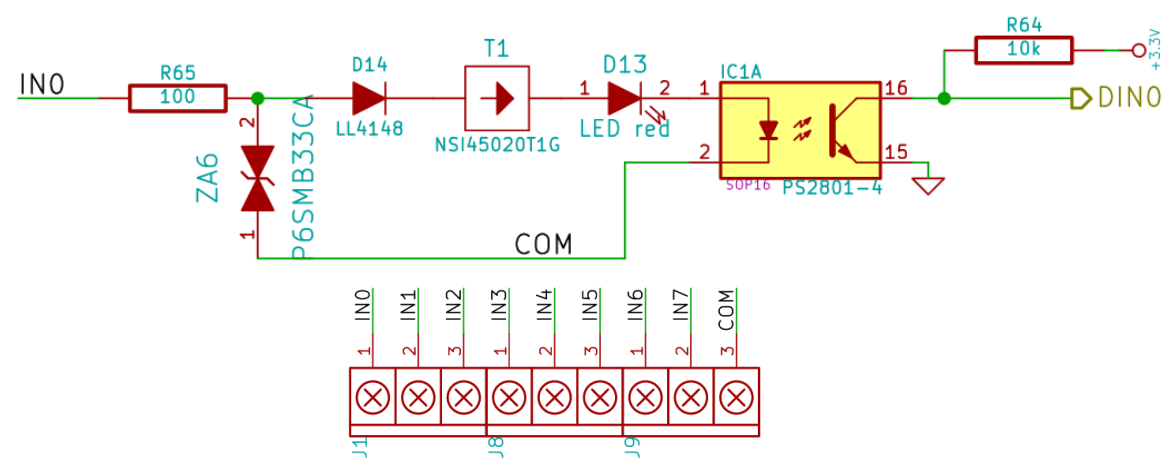 R64
10k
+3.3V
T1
D14
D13
IC1A
IN0
R65
100
1
2
1
16
DIN0
LL4148
NSI45020T1G
LED red
2
ZA6
P6SMB33CA
2
15
SOP16
PS2801-4
1
COM
IN0
IN1
IN2
IN3
IN4
IN5
IN6
IN7
COM
1
2
3
1
2
3
1
2
3
J1
J8
J9